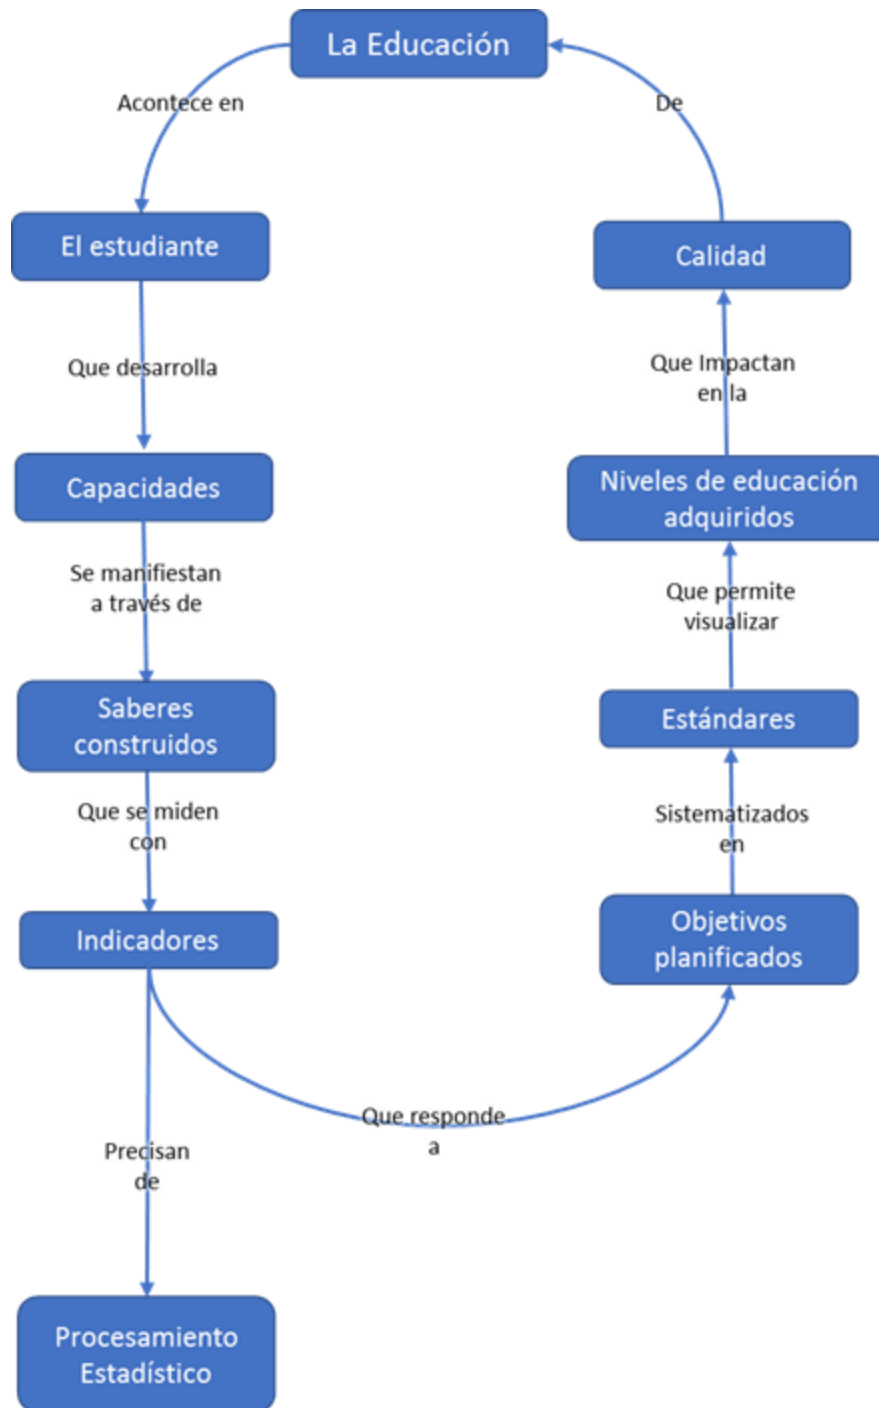 La Educación
Acontece en
De
El estudiante
Calidad
Que desarrolla
Que Impactan
en la
Capacidades
Niveles de educación
adquiridos
Se manifiestan
a través de
Que permite
visualizar
Saberes
construidos
Estándares
Que se miden
con
Sistematizados
en
Indicadores
Objetivos
planificados
Que responde
a
Precisan
de
Procesamiento
Estadístico